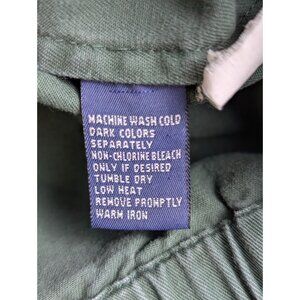 MACHINE WASH COLD
DARK COLORS
SEPARATELY
NON-CHLORINE BLEACH
ONLY IF DESIRED
TUMBLE DRY
LOW HEAT
REMOVE PROMPTLY
WARM IRON